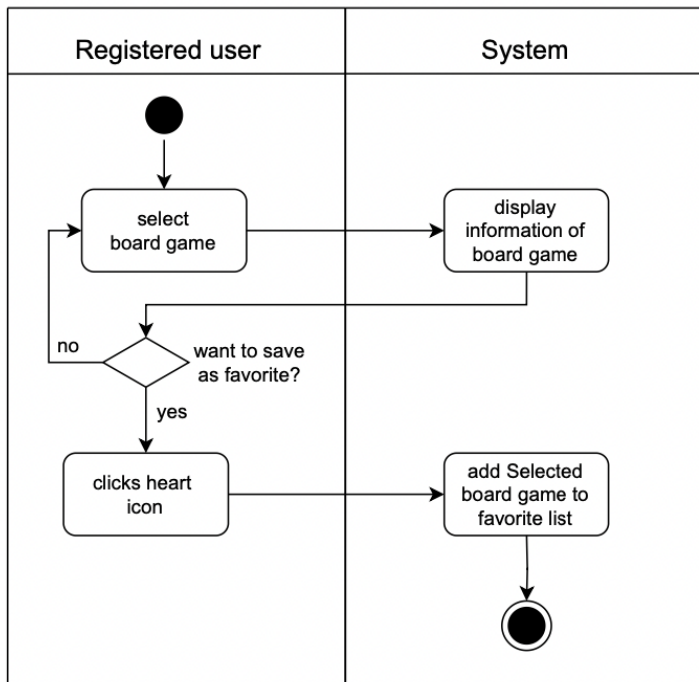 Registered user
System
select
board game
display
information of
board game
no
want to save
as favorite?
yes
clicks heart
icon
add Selected
board game to
favorite list